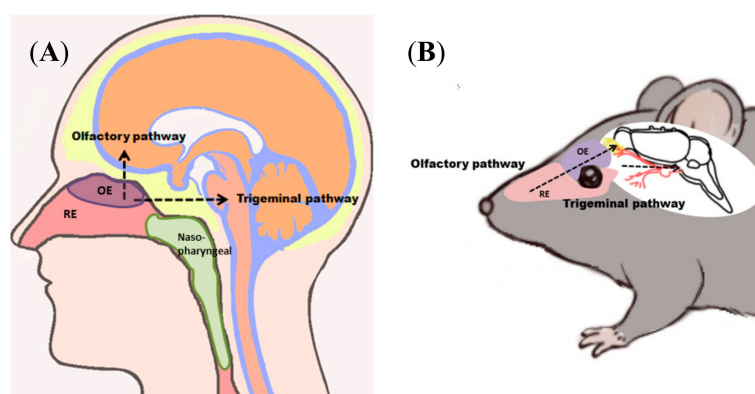 (A)
Olfactory pathway
OE
RE
Trigeminal pathway
Naso-
pharyngeal
(B)
OE
Olfactory pathway
RE
Trigeminal pathway